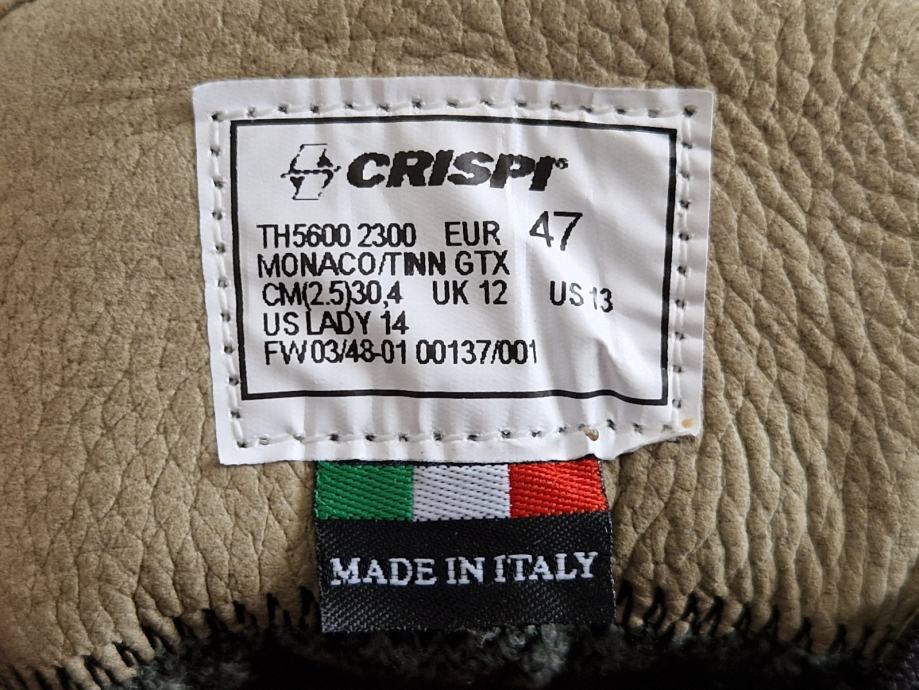 CRISPI®
TH5600 2300 EUR 47
MONACO/TINN GTX
CM(2.5)30,4 UK 12 US 13
US LADY 14
FW 03/48-01 00137/001
MADE IN ITALY